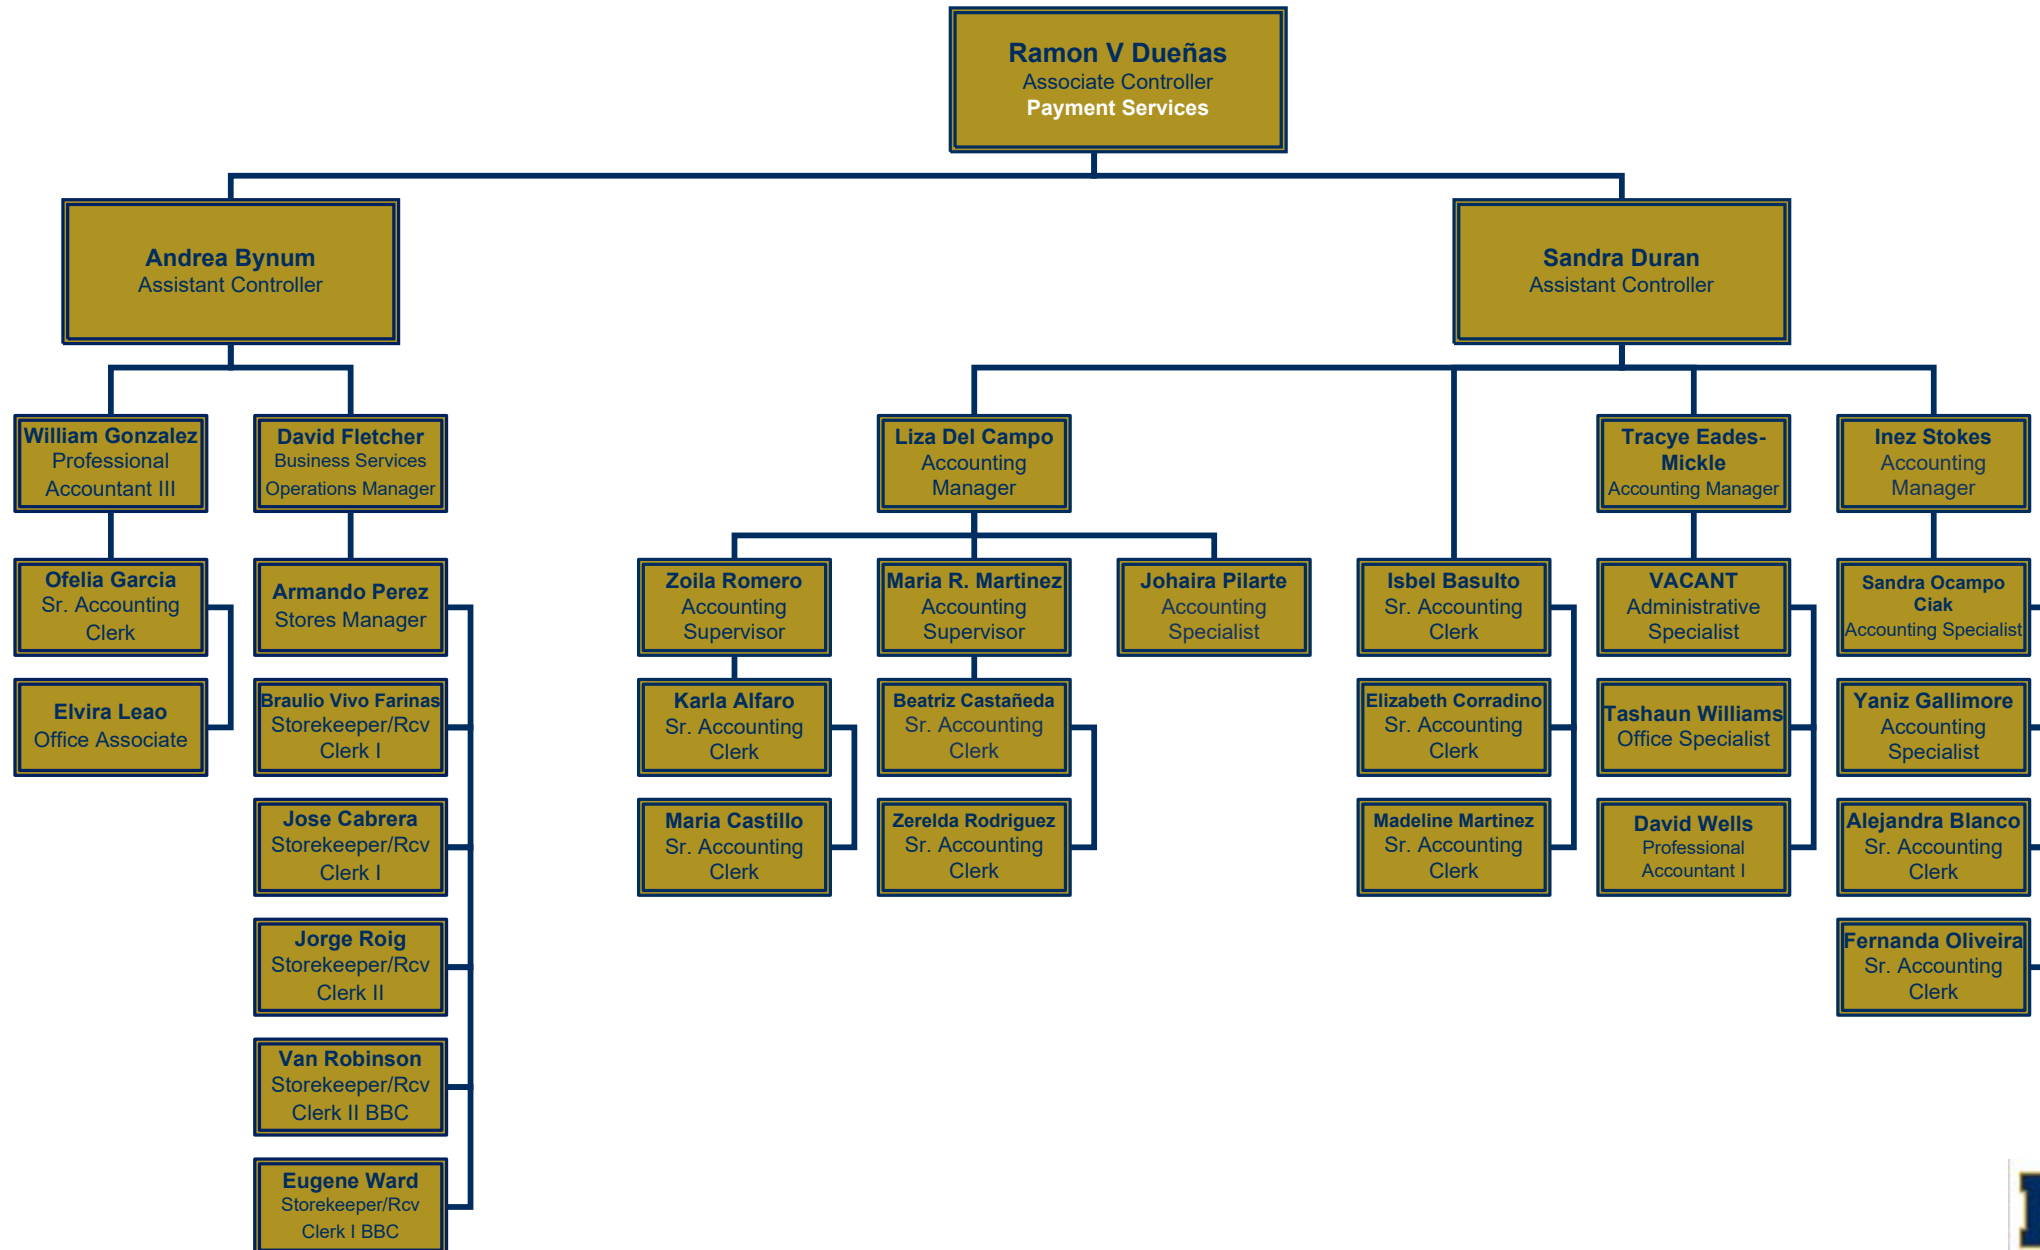 Ramon V Dueñas
Associate Controller
Payment Services
Andrea Bynum
Assistant Controller
Sandra Duran
Assistant Controller
William Gonzalez
Professional
Accountant III
David Fletcher
Business Services
Operations Manager
Liza Del Campo
Accounting
Manager
Tracye Eades-
Mickle
Accounting Manager
Inez Stokes
Accounting
Manager
Ofelia Garcia
Sr. Accounting
Clerk
Armando Perez
Stores Manager
Zoila Romero
Accounting
Supervisor
Maria R. Martinez
Accounting
Supervisor
Johaira Pilarte
Accounting
Specialist
Isbel Basulto
Sr. Accounting
Clerk
VACANT
Administrative
Specialist
Sandra Ocampo
Ciak
Accounting Specialist
Elvira Leao
Office Associate
Braulio Vivo Farinas
Storekeeper/Rcv
Clerk I
Karla Alfaro
Sr. Accounting
Clerk
Beatriz Castañeda
Sr. Accounting
Clerk
Elizabeth Corradino
Sr. Accounting
Clerk
Tashaun Williams
Office Specialist
Yaniz Gallimore
Accounting
Specialist
Jose Cabrera
Storekeeper/Rcv
Clerk I
Maria Castillo
Sr. Accounting
Clerk
Zerelda Rodriguez
Sr. Accounting
Clerk
Madeline Martinez
Sr. Accounting
Clerk
David Wells
Professional
Accountant I
Alejandra Blanco
Sr. Accounting
Clerk
Jorge Roig
Storekeeper/Rcv
Clerk II
Fernanda Oliveira
Sr. Accounting
Clerk
Van Robinson
Storekeeper/Rcv
Clerk II BBC
Eugene Ward
Storekeeper/Rcv
Clerk I BBC